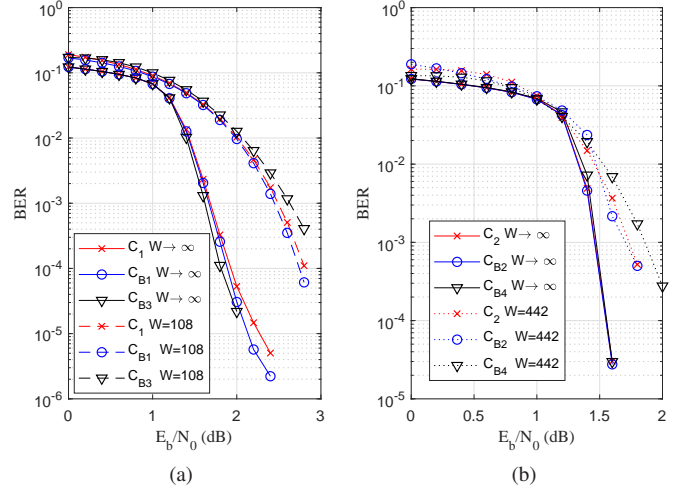 10^0
10^-1
10^-2
10^-3
10^-4
10^-5
10^-6
BER
0
1
2
3
E_b/N_0 (dB)
C_1 W→∞
C_B1 W→∞
C_B3 W→∞
C_1 W=108
C_B1 W=108
C_B3 W=108
(a)
10^0
10^-1
10^-2
10^-3
10^-4
10^-5
BER
0
0.5
1
1.5
2
E_b/N_0 (dB)
C_2 W→∞
C_B2 W→∞
C_B4 W→∞
C_2 W=442
C_B2 W=442
C_B4 W=442
(b)